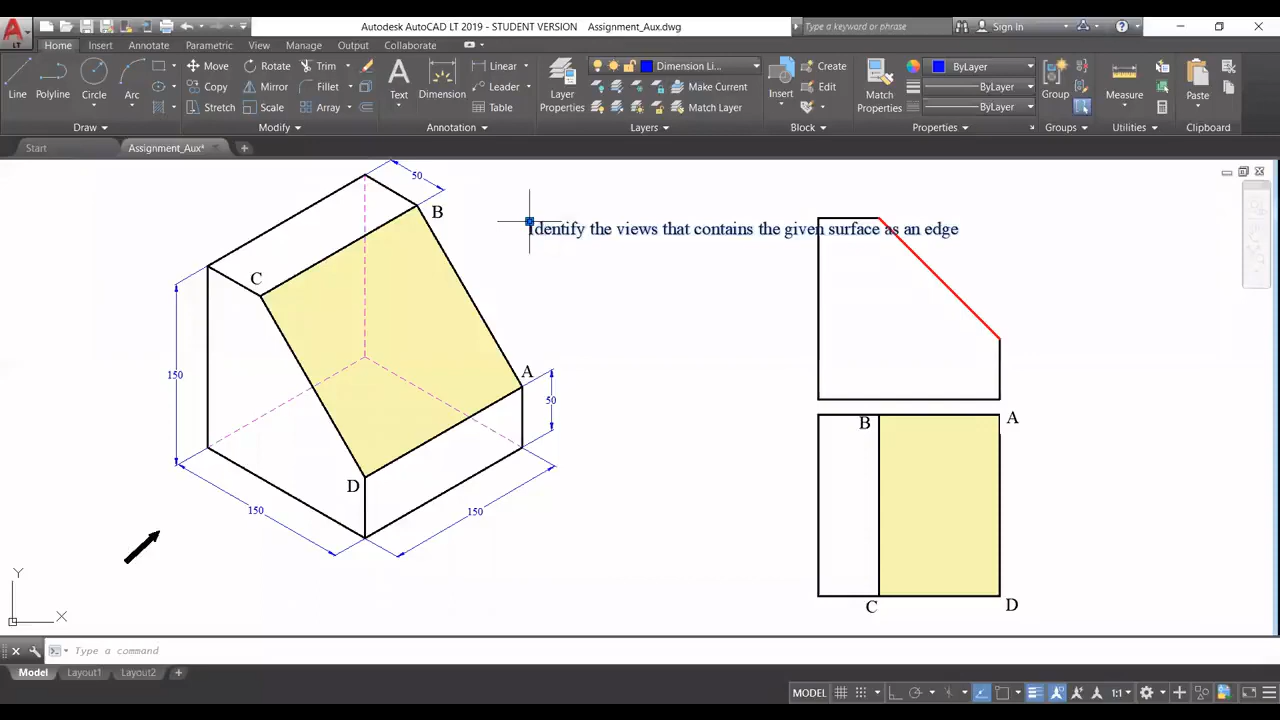 Autodesk AutoCAD LT 2019 - STUDENT VERSION Assignment_Aux.dwg
Type a keyword or phrase
Sign In
LT
Home Insert Annotate Parametric View Manage Output Collaborate
Line Polyline Circle Arc
Move Rotate Trim
Copy Mirror Fillet
Stretch Scale Array
Text Dimension
Linear
Leader
Table
Layer Properties
Dimension Li...
Make Current
Match Layer
Insert
Create
Edit
Match Properties
ByLayer
ByLayer
ByLayer
Group Measure Paste
Draw Modify Annotation Layers Block Properties Groups Utilities Clipboard
Start Assignment_Aux*
50
B
Identify the views that contains the given surface as an edge
C
150
A
50
D
150
150
B
A
C
D
Y
X
Type a command
Model Layout1 Layout2
MODEL
1:1